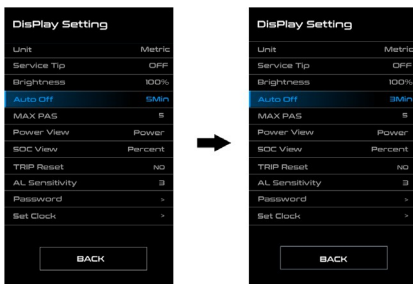 DisPlay Setting
Unit Metric
Service Tip OFF
Brightness 100%
Auto Off 5Min
MAX PAS 5
Power View Power
SOC View Percent
TRIP Reset NO
AL Sensitivity 3
Password >
Set Clock >
BACK
DisPlay Setting
Unit Metric
Service Tip OFF
Brightness 100%
Auto Off 3Min
MAX PAS 5
Power View Power
SOC View Percent
TRIP Reset NO
AL Sensitivity 3
Password >
Set Clock >
BACK